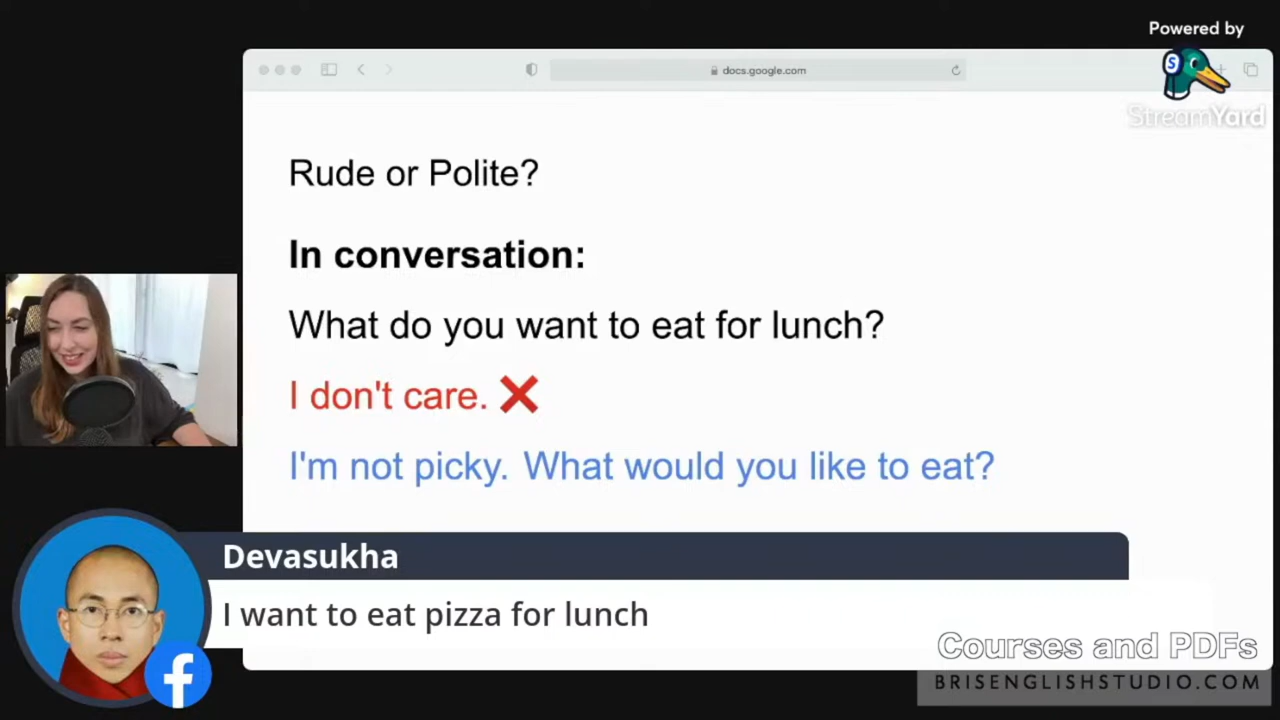 Powered by
docs.google.com
StreamYard
Rude or Polite?
In conversation:
What do you want to eat for lunch?
I don't care. ❌
I'm not picky. What would you like to eat?
Devasukha
I want to eat pizza for lunch
Courses and PDFs
BRISENGLISHSTUDIO.COM